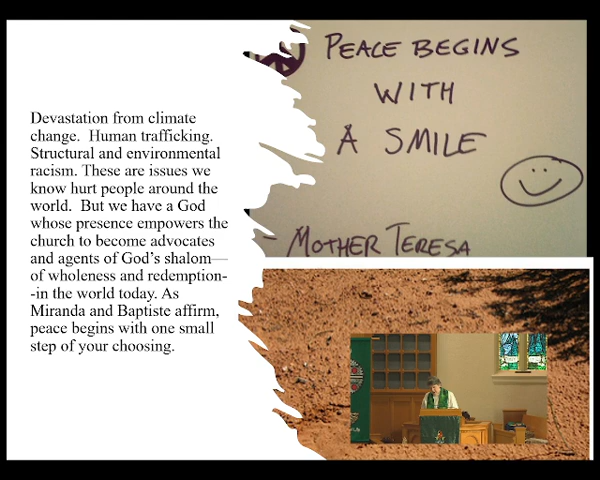 Devastation from climate
change.  Human trafficking.
Structural and environmental
racism. These are issues we
know hurt people around the
world.  But we have a God
whose presence empowers the
church to become advocates
and agents of God's shalom—
of wholeness and redemption-
-in the world today. As
Miranda and Baptiste affirm,
peace begins with one small
step of your choosing.
PEACE BEGINS
WITH
A SMILE
- MOTHER TERESA